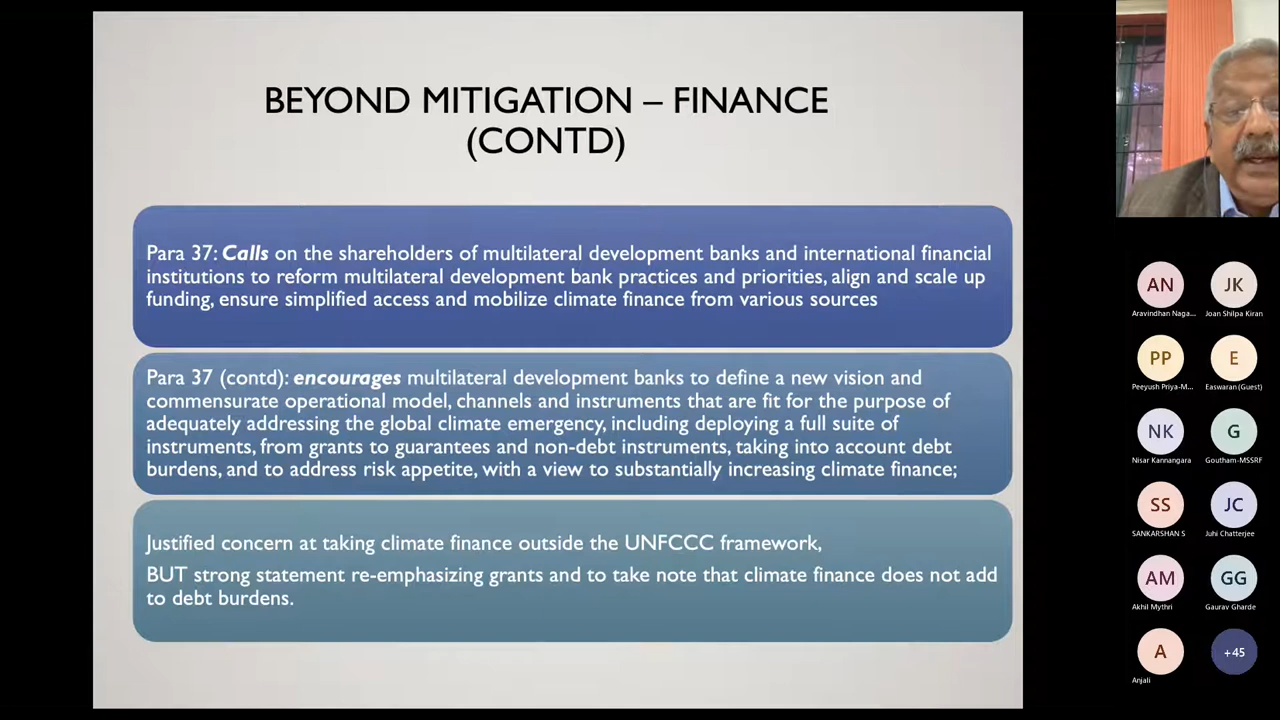 BEYOND MITIGATION – FINANCE
(CONTD)
Para 37: Calls on the shareholders of multilateral development banks and international financial
institutions to reform multilateral development bank practices and priorities, align and scale up
funding, ensure simplified access and mobilize climate finance from various sources
Para 37 (contd): encourages multilateral development banks to define a new vision and
commensurate operational model, channels and instruments that are fit for the purpose of
adequately addressing the global climate emergency, including deploying a full suite of
instruments, from grants to guarantees and non-debt instruments, taking into account debt
burdens, and to address risk appetite, with a view to substantially increasing climate finance;
Justified concern at taking climate finance outside the UNFCCC framework,
BUT strong statement re-emphasizing grants and to take note that climate finance does not add
to debt burdens.
AN
JK
Aravindhan Naga...
Joan Shilpa Kiran
PP
E
Peeyush Priya-M...
Easwaran (Guest)
NK
G
Nisar Kannangara
Goutham-MSSRF
SS
JC
SANKARSHAN S
Juhi Chatterjee
AM
GG
Akhil Mythri
Gaurav Gharde
A
+45
Anjali